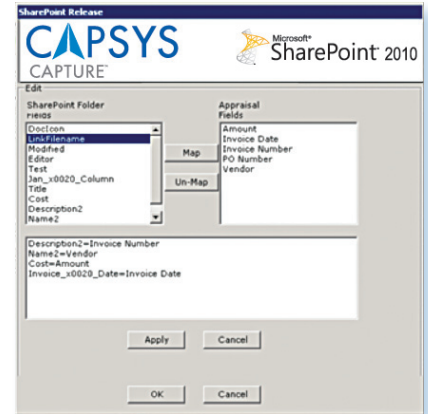 SharePoint Release
CAPSYS
CAPTURE™
Microsoft®
SharePoint® 2010
Edit
SharePoint Folder
Fields
Appraisal
Fields
DocIcon
LinkFilename
Modified
Editor
Test
Jan_x0020_Column
Title
Cost
Description2
Name2
Map
Un-Map
Amount
Invoice Date
Invoice Number
PO Number
Vendor
Description2=Invoice Number
Name2=Vendor
Cost=Amount
Invoice_x0020_Date=Invoice Date
Apply
Cancel
OK
Cancel